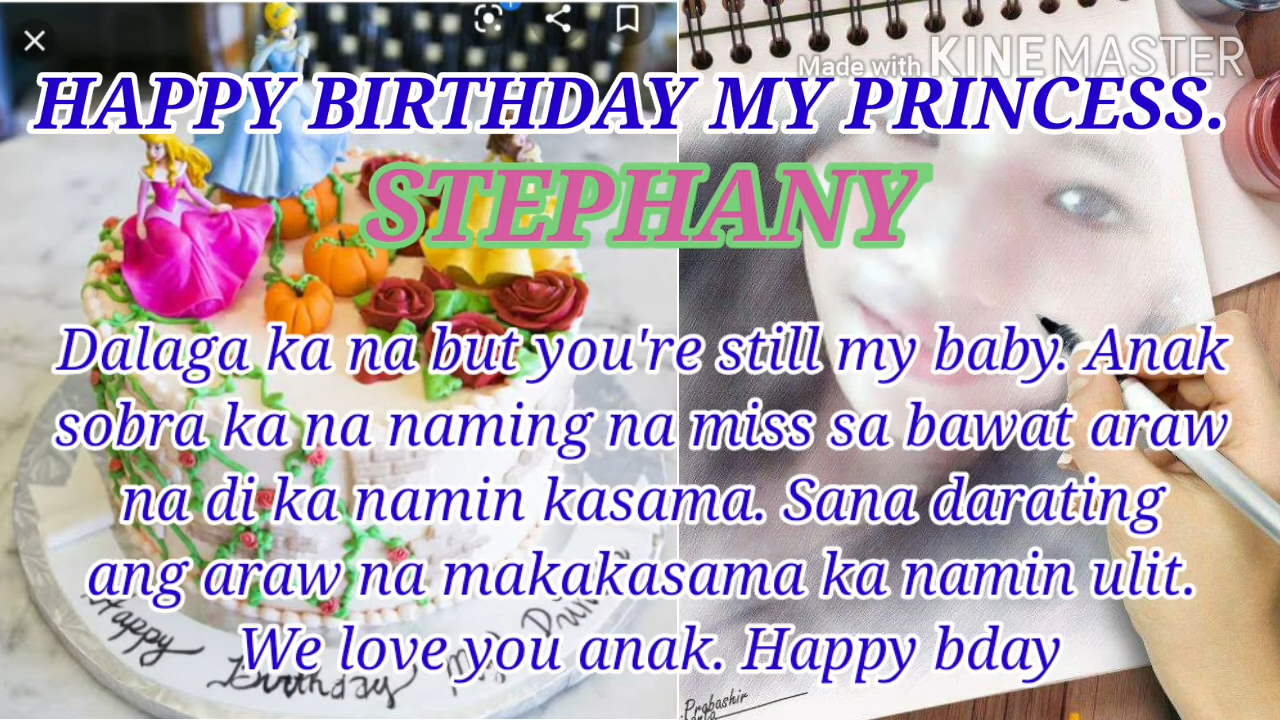 Made with KINEMASTER
HAPPY BIRTHDAY MY PRINCESS.
STEPHANY
Dalaga ka na but you're still my baby. Anak
sobra ka na naming na miss sa bawat araw
na di ka namin kasama. Sana darating
ang araw na makakasama ka namin ulit.
We love you anak. Happy bday
Happy Birthday my
Prabashir